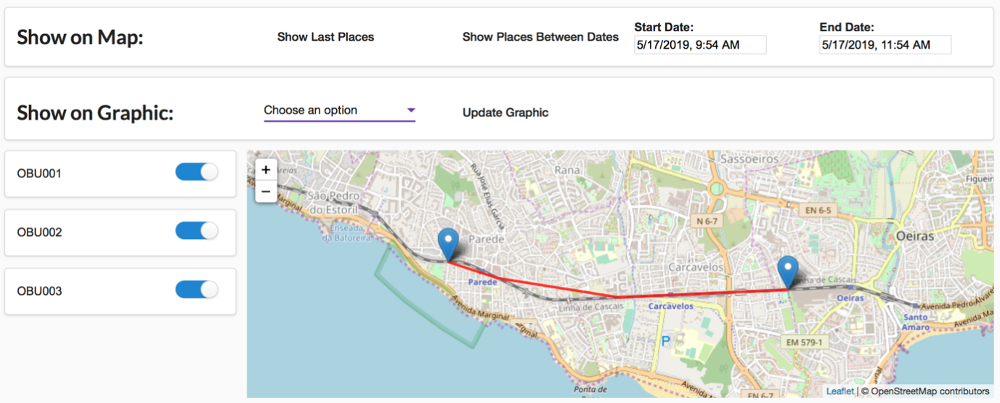 Show on Map:
Show Last Places
Show Places Between Dates
Start Date:
5/17/2019, 9:54 AM
End Date:
5/17/2019, 11:54 AM
Show on Graphic:
Choose an option
Update Graphic
OBU001
OBU002
OBU003
+
−
Sassoeiros
Rana
Rua José Elias Garcia
Figueiri
São Pedro
do Estoril
EN 6-5
N 6-7
Enseada
da Bafureira
Parede
Oeiras
Carcavelos
Linha de Cascais
Parede
Oeiras
Linha de Cascais
Carcavelos
Avenida Marginal
Avenida Pedro Álvares
Santo
Amaro
P
EM 579-1
Ponta de
Avenida
EN 6-7
Leaflet | © OpenStreetMap contributors